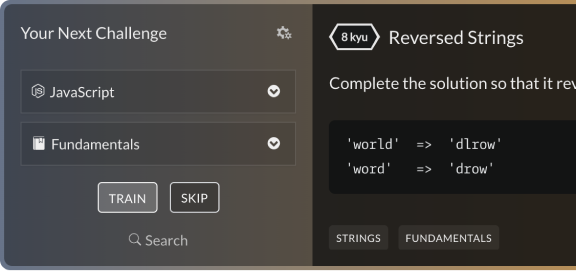 Your Next Challenge
JavaScript
Fundamentals
TRAIN
SKIP
Search
8 kyu
Reversed Strings
Complete the solution so that it rev
'world'  =>  'dlrow'
'word'   =>  'drow'
STRINGS
FUNDAMENTALS